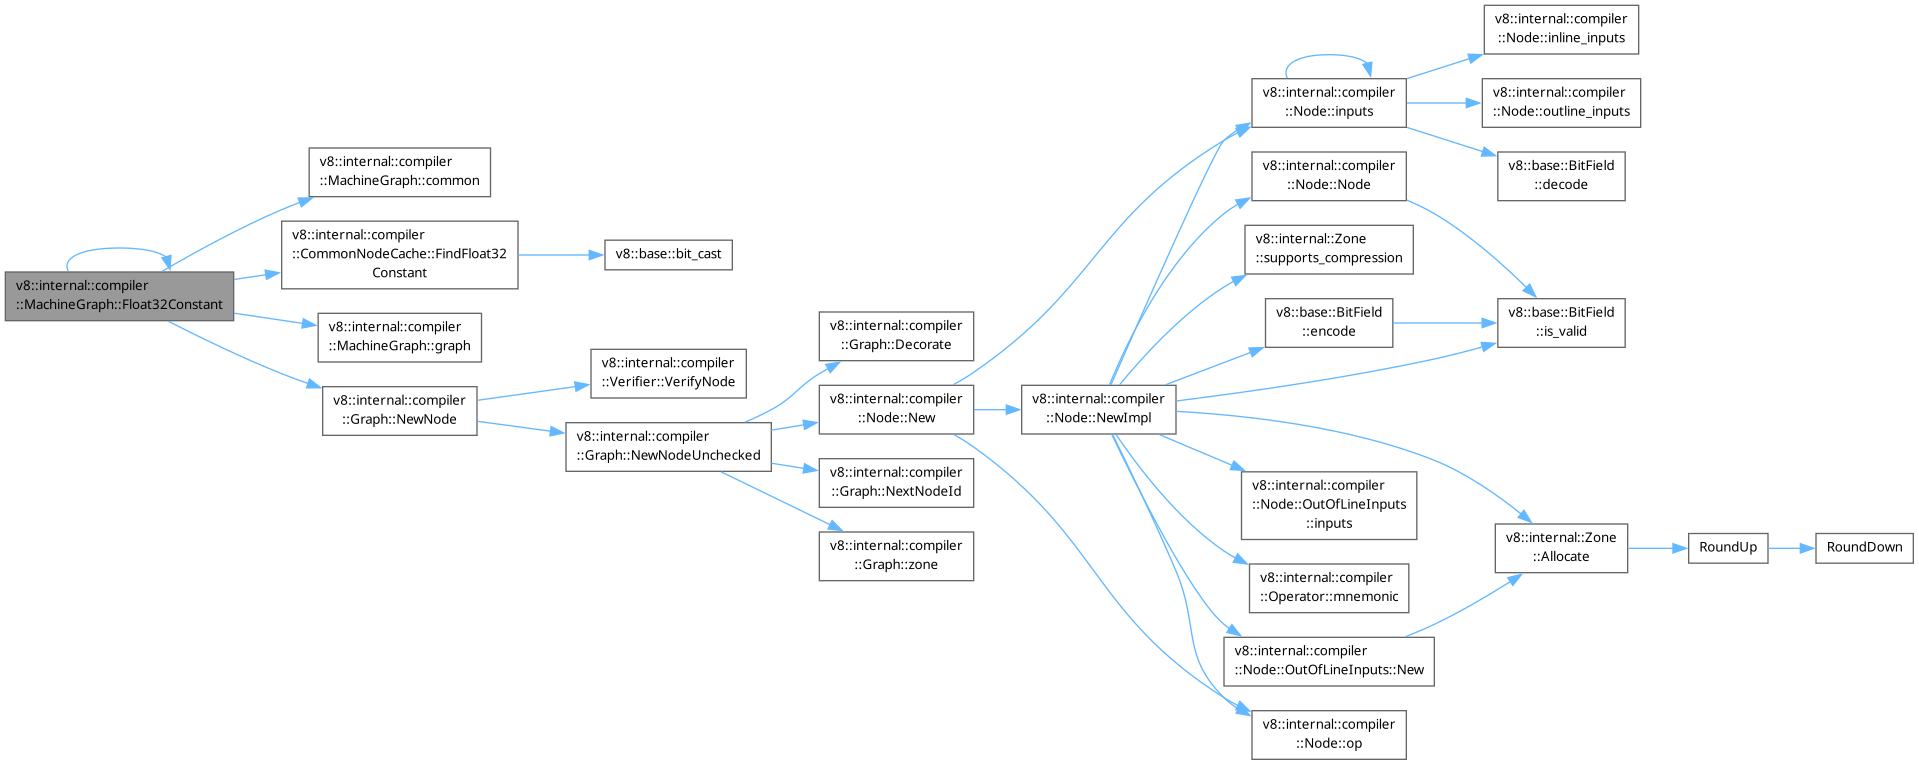 v8::internal::compiler
::MachineGraph::Float32Constant
v8::internal::compiler
::MachineGraph::common
v8::internal::compiler
::CommonNodeCache::FindFloat32
Constant
v8::internal::compiler
::MachineGraph::graph
v8::internal::compiler
::Graph::NewNode
v8::base::bit_cast
v8::internal::compiler
::Verifier::VerifyNode
v8::internal::compiler
::Graph::NewNodeUnchecked
v8::internal::compiler
::Graph::Decorate
v8::internal::compiler
::Node::New
v8::internal::compiler
::Graph::NextNodeId
v8::internal::compiler
::Graph::zone
v8::internal::compiler
::Node::NewImpl
v8::internal::compiler
::Node::inputs
v8::internal::compiler
::Node::Node
v8::internal::Zone
::supports_compression
v8::base::BitField
::encode
v8::internal::compiler
::Node::OutOfLineInputs
::inputs
v8::internal::compiler
::Operator::mnemonic
v8::internal::compiler
::Node::OutOfLineInputs::New
v8::internal::compiler
::Node::op
v8::internal::compiler
::Node::inline_inputs
v8::internal::compiler
::Node::outline_inputs
v8::base::BitField
::decode
v8::base::BitField
::is_valid
v8::internal::Zone
::Allocate
RoundUp
RoundDown